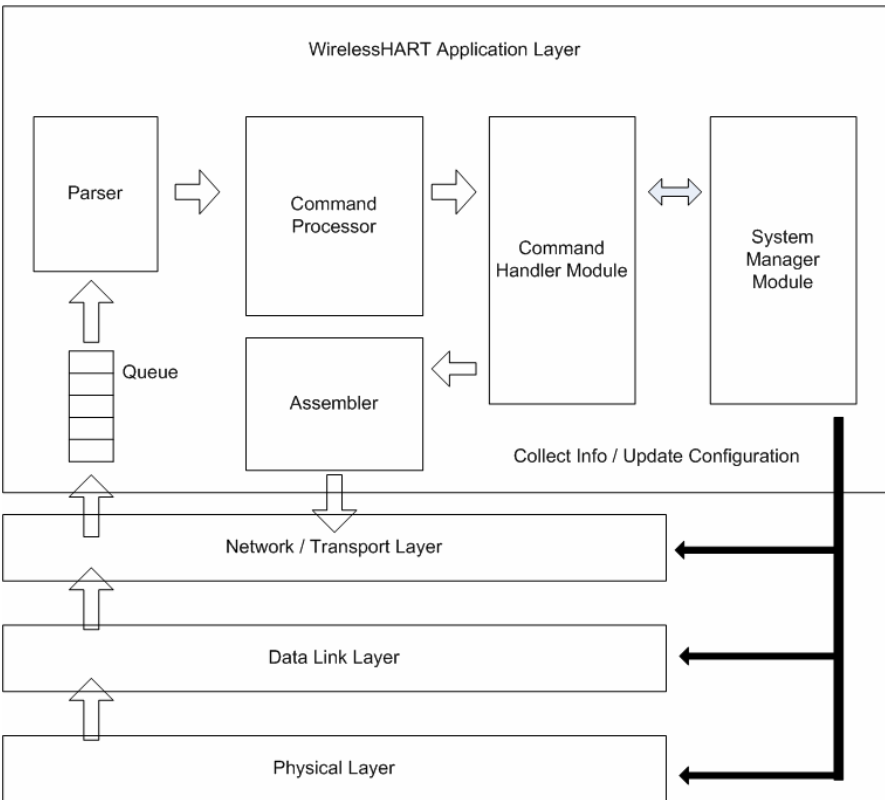 WirelessHART Application Layer
Parser
Command
Processor
Command
Handler Module
System
Manager
Module
Queue
Assembler
Collect Info / Update Configuration
Network / Transport Layer
Data Link Layer
Physical Layer